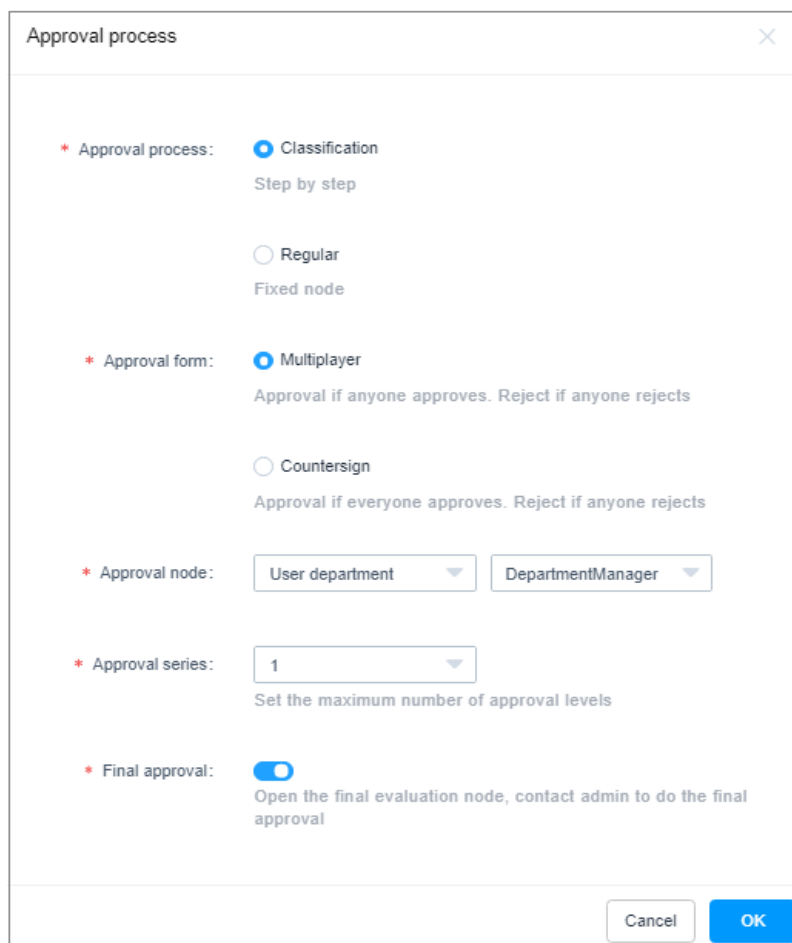 Approval process
* Approval process:
Classification
Step by step
Regular
Fixed node
* Approval form:
Multiplayer
Approval if anyone approves. Reject if anyone rejects
Countersign
Approval if everyone approves. Reject if anyone rejects
* Approval node:
User department
DepartmentManager
* Approval series:
1
Set the maximum number of approval levels
* Final approval:
Open the final evaluation node, contact admin to do the final
approval
Cancel
OK